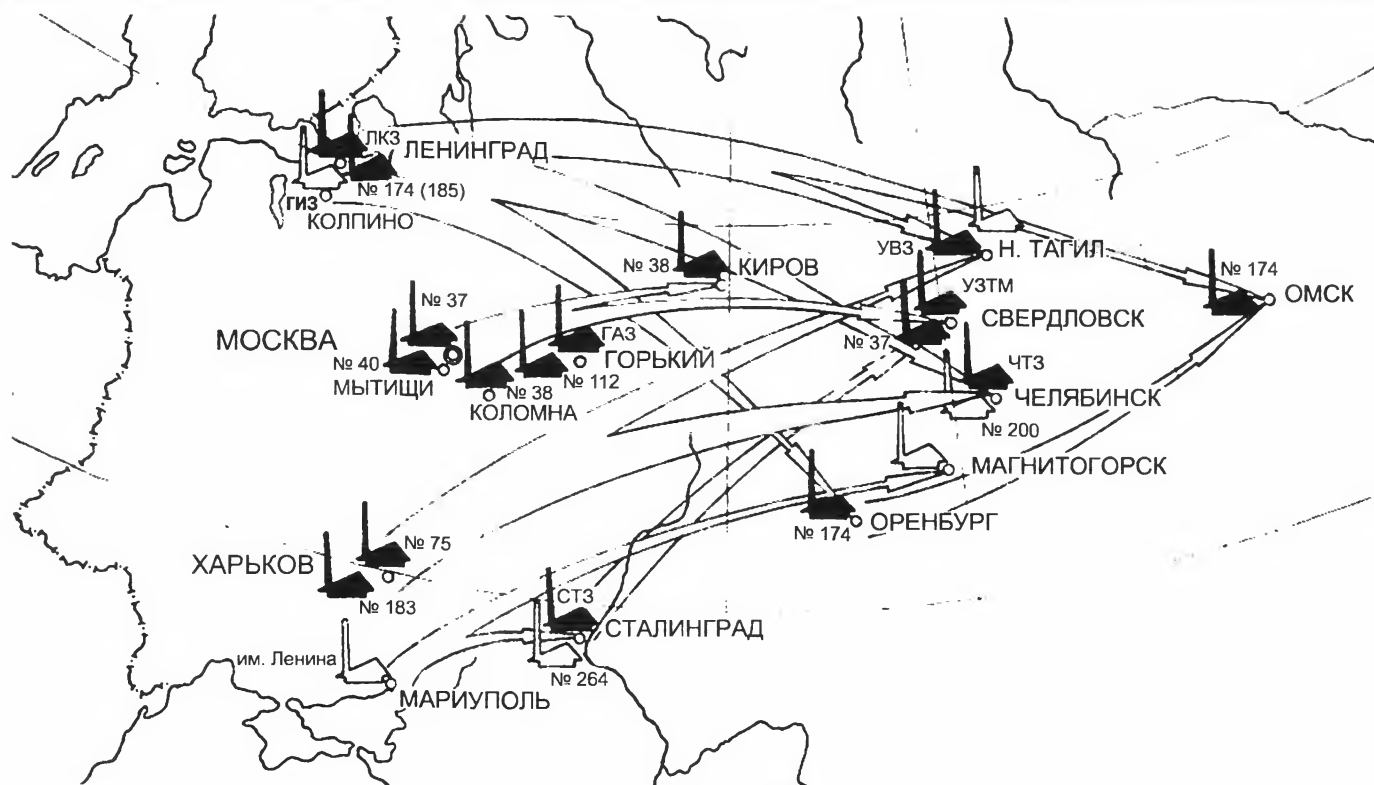 ЛКЗ
ЛЕНИНГРАД
№ 174 (185)
ГИЗ
КОЛПИНО
УВЗ
Н. ТАГИЛ
№ 38
КИРОВ
№ 174
ОМСК
УЗТМ
СВЕРДЛОВСК
№ 37
№ 37
МОСКВА
ГАЗ
ГОРЬКИЙ
№ 40
МЫТИЩИ
№ 112
№ 38
КОЛОМНА
ЧТЗ
ЧЕЛЯБИНСК
№ 200
МАГНИТОГОРСК
№ 174
ОРЕНБУРГ
№ 75
ХАРЬКОВ
№ 183
СТЗ
СТАЛИНГРАД
№ 264
им. Ленина
МАРИУПОЛЬ